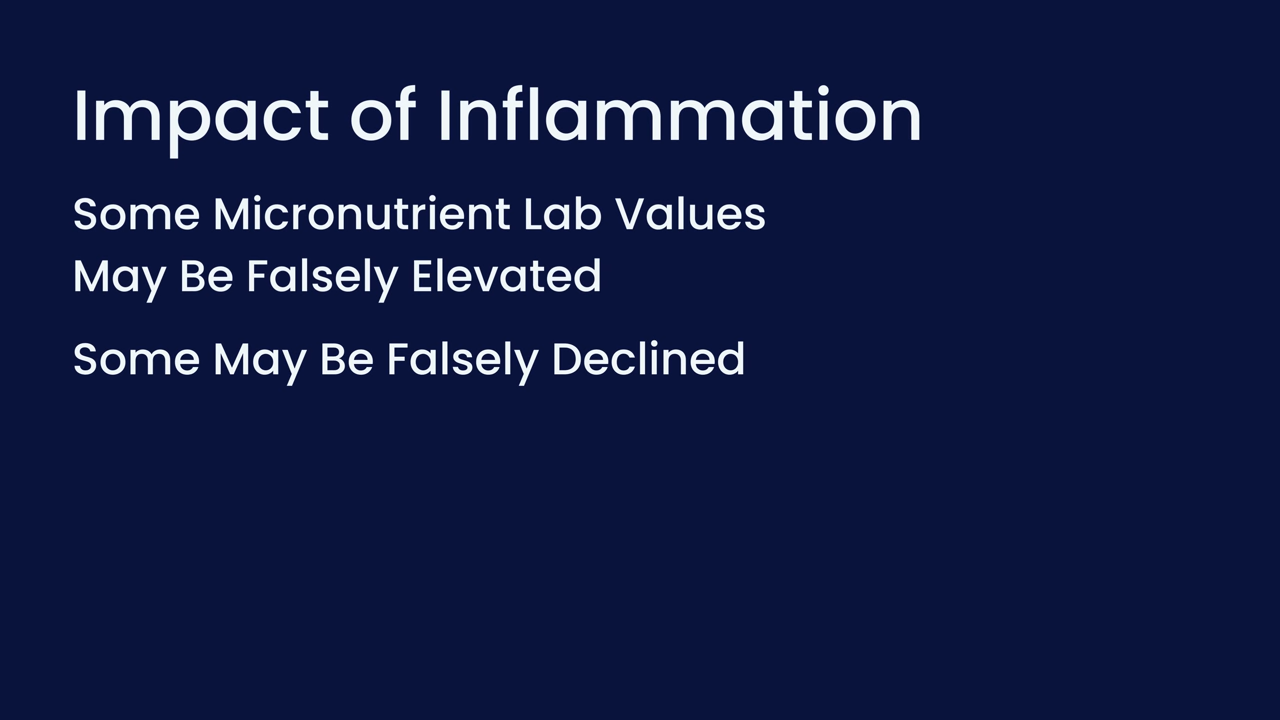 Impact of Inflammation
Some Micronutrient Lab Values
May Be Falsely Elevated
Some May Be Falsely Declined